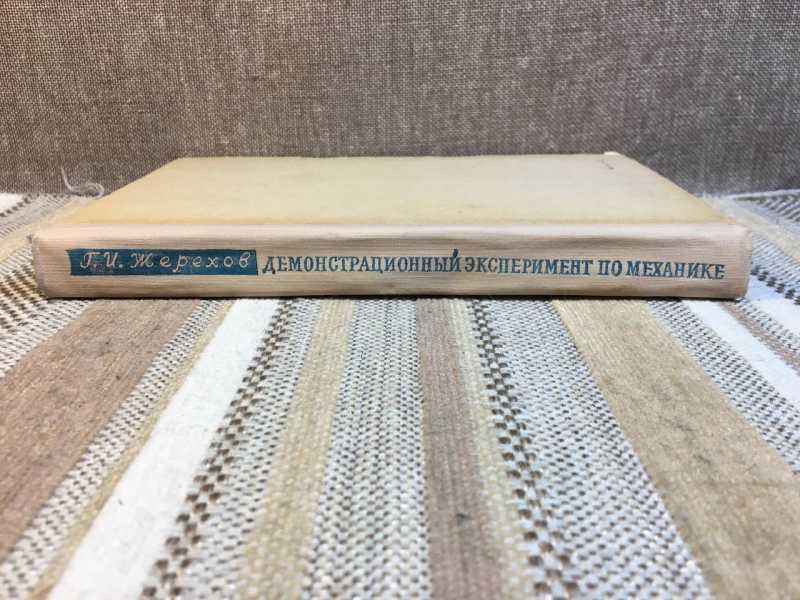 Г. И. Жерехов
ДЕМОНСТРАЦИОННЫЙ ЭКСПЕРИМЕНТ ПО МЕХАНИКЕ